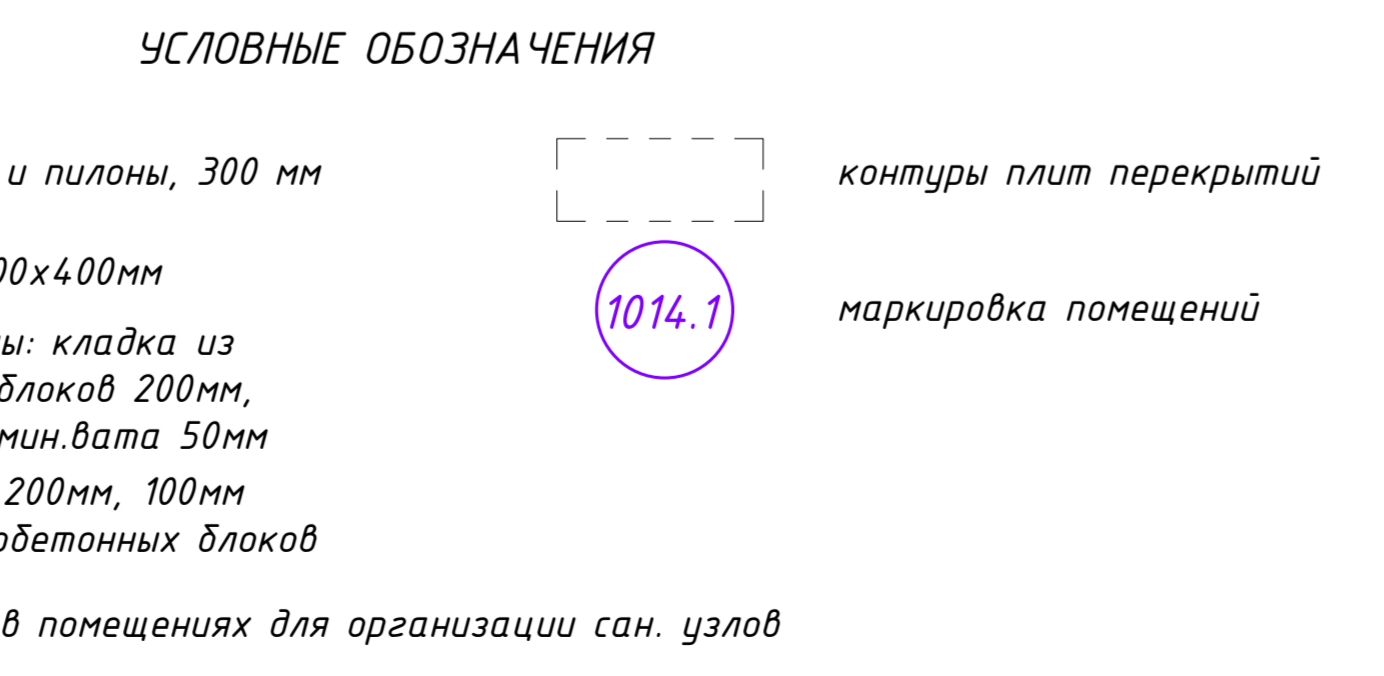 УСЛОВНЫЕ ОБОЗНАЧЕНИЯ
и пилоны, 300 мм
контуры плит перекрытий
00х400мм
1014.1
маркировка помещений
ы: кладка из
блоков 200мм,
мин.вата 50мм
200мм, 100мм
обетонных блоков
в помещениях для организации сан. узлов